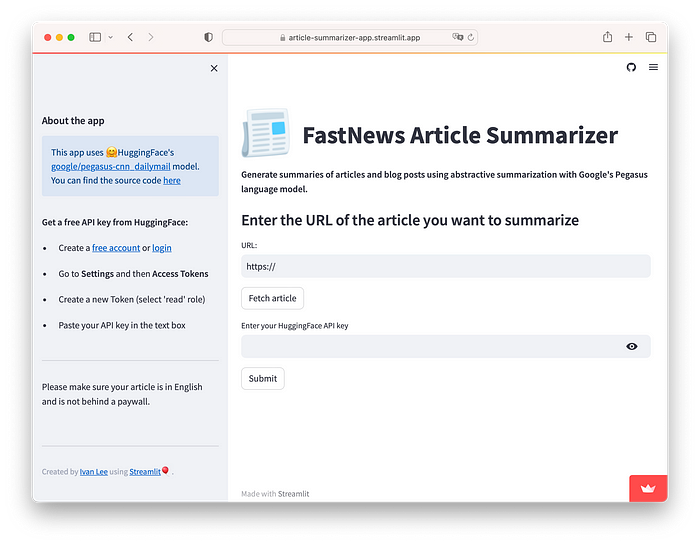 article-summarizer-app.streamlit.app
About the app
This app uses 🤗HuggingFace's
google/pegasus-cnn_dailymail model.
You can find the source code here
Get a free API key from HuggingFace:
• Create a free account or login
• Go to Settings and then Access Tokens
• Create a new Token (select 'read' role)
• Paste your API key in the text box
Please make sure your article is in English
and is not behind a paywall.
Created by Ivan Lee using Streamlit🎈 .
FastNews Article Summarizer
Generate summaries of articles and blog posts using abstractive summarization with Google's Pegasus
language model.
Enter the URL of the article you want to summarize
URL:
https://
Fetch article
Enter your HuggingFace API key
Submit
Made with Streamlit